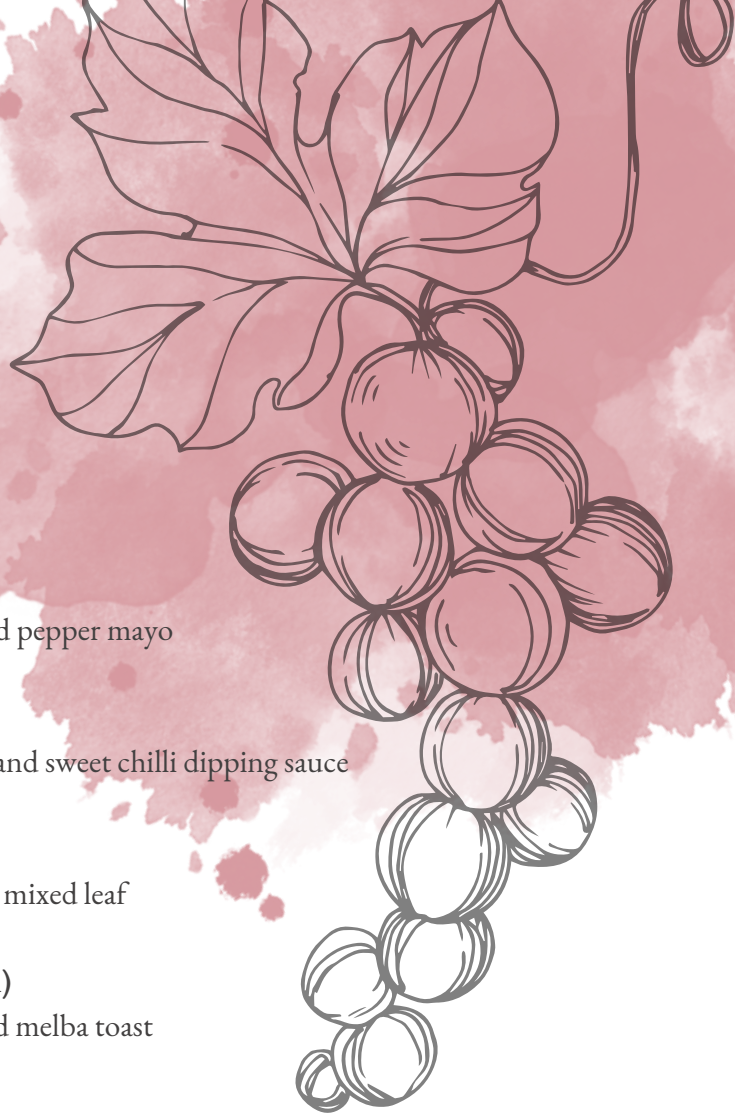 pepper mayo
and sweet chilli dipping sauce
mixed leaf
)
melba toast